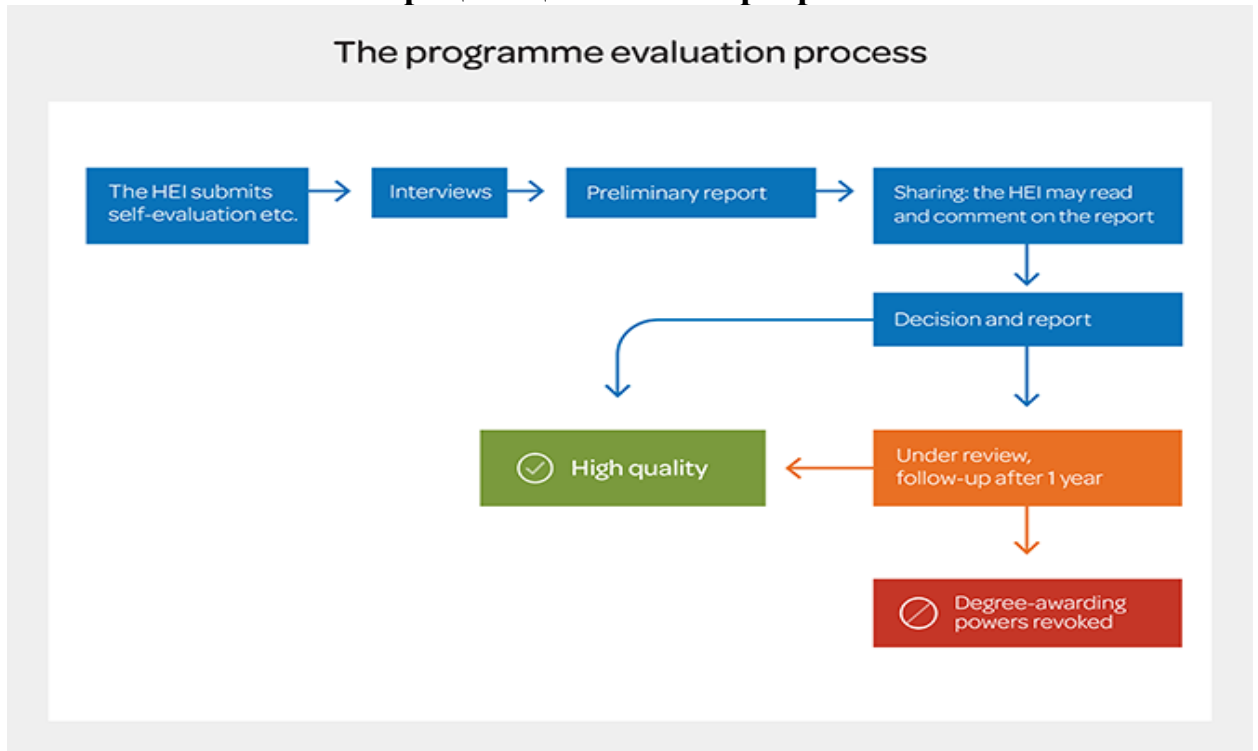 The programme evaluation process
The HEI submits
self-evaluation etc.
Interviews
Preliminary report
Sharing: the HEI may read
and comment on the report
Decision and report
High quality
Under review,
follow-up after 1 year
Degree-awarding
powers revoked